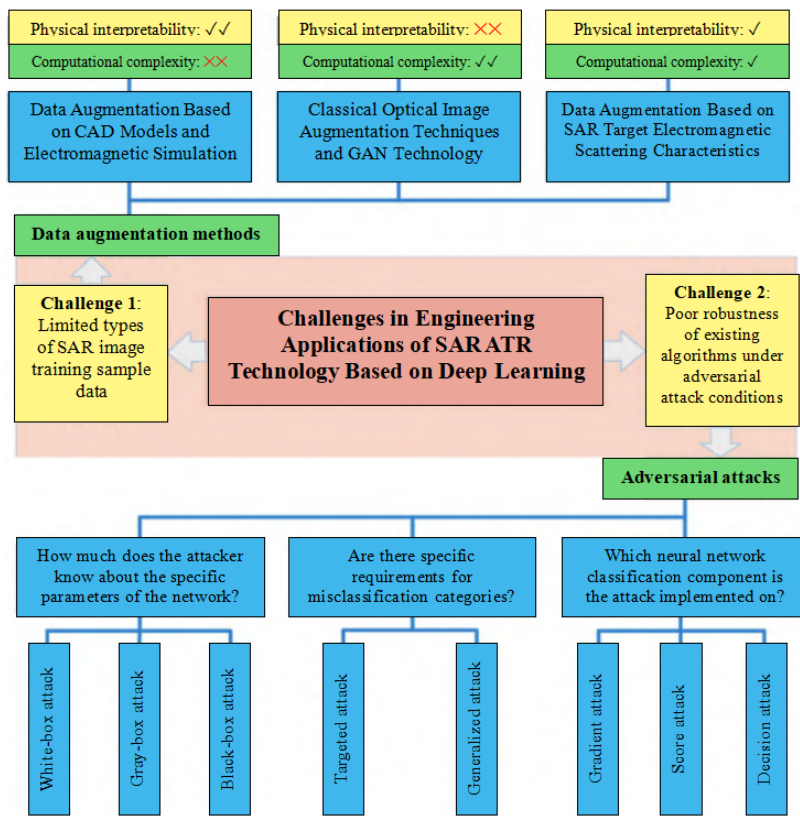 Physical interpretability: ✓✓
Computational complexity: ××
Data Augmentation Based
on CAD Models and
Electromagnetic Simulation
Physical interpretability: ××
Computational complexity: ✓✓
Classical Optical Image
Augmentation Techniques
and GAN Technology
Physical interpretability: ✓
Computational complexity: ✓
Data Augmentation Based on
SAR Target Electromagnetic
Scattering Characteristics
Data augmentation methods
Challenge 1:
Limited types
of SAR image
training sample
data
Challenges in Engineering
Applications of SAR ATR
Technology Based on Deep Learning
Challenge 2:
Poor robustness
of existing
algorithms under
adversarial
attack conditions
Adversarial attacks
How much does the attacker
know about the specific
parameters of the network?
White-box attack
Gray-box attack
Black-box attack
Are there specific
requirements for
misclassification categories?
Targeted attack
Generalized attack
Which neural network
classification component is
the attack implemented on?
Gradient attack
Score attack
Decision attack